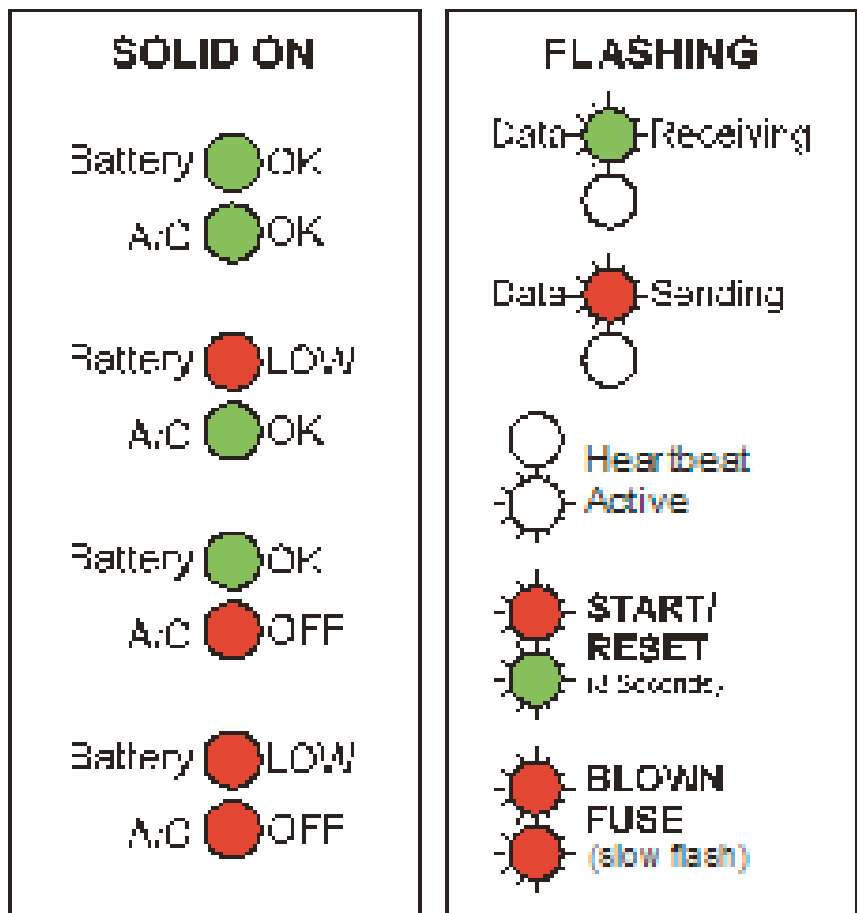 SOLID ON
Battery OK
A/C OK
Battery LOW
A/C OK
Battery OK
A/C OFF
Battery LOW
A/C OFF
FLASHING
Data Receiving
Data Sending
Heartbeat
Active
START/
RESET
Seconds)
BLOWN
FUSE
(slow flash)